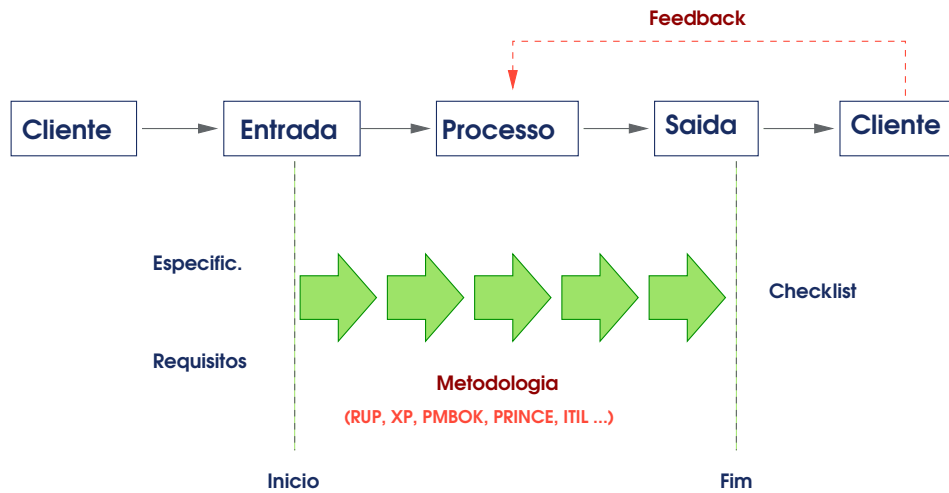 Feedback
Cliente
Entrada
Processo
Saida
Cliente
Especific.
Checklist
Requisitos
Metodologia
(RUP, XP, PMBOK, PRINCE, ITIL ...)
Inicio
Fim